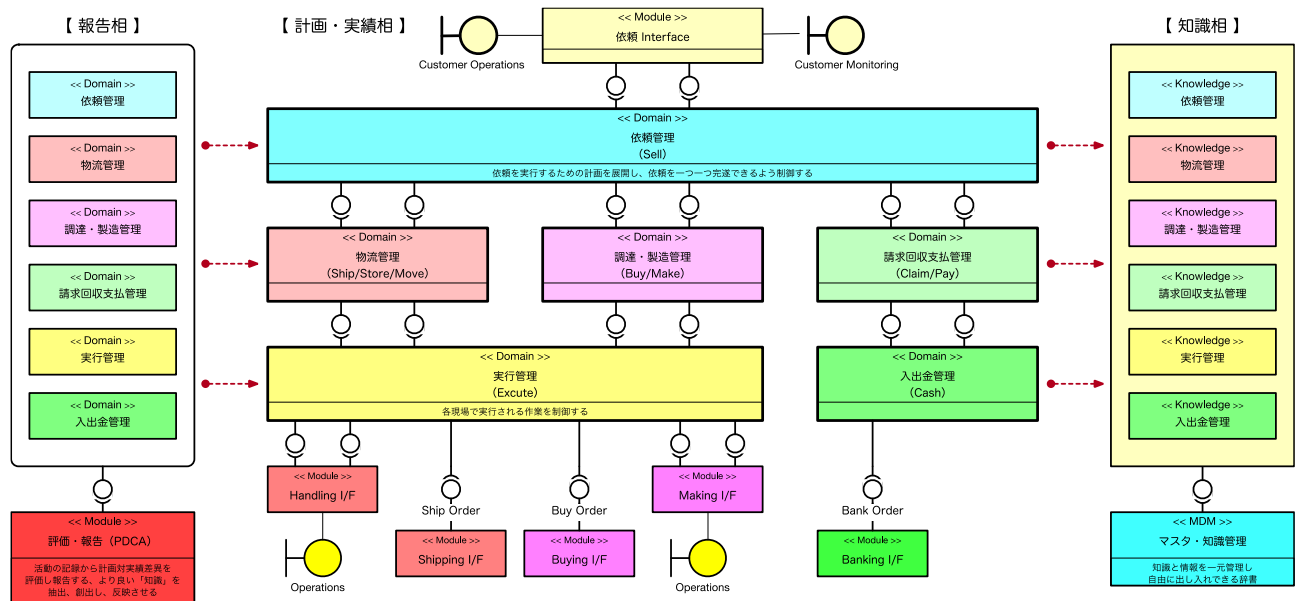 【 報告相 】
<< Domain >>
依頼管理
<< Domain >>
物流管理
<< Domain >>
調達・製造管理
<< Domain >>
請求回収支払管理
<< Domain >>
実行管理
<< Domain >>
入出金管理
<< Module >>
評価・報告（PDCA）
活動の記録から計画対実績差異を
評価し報告する、より良い「知識」を
抽出、創出し、反映させる
【 計画・実績相 】
Customer Operations
<< Module >>
依頼 Interface
Customer Monitoring
<< Domain >>
依頼管理
（Sell）
依頼を実行するための計画を展開し、依頼を一つ一つ完遂できるよう制御する
<< Domain >>
物流管理
（Ship/Store/Move）
<< Domain >>
調達・製造管理
（Buy/Make）
<< Domain >>
請求回収支払管理
（Claim/Pay）
<< Domain >>
実行管理
（Excute）
各現場で実行される作業を制御する
<< Domain >>
入出金管理
（Cash）
<< Module >>
Handling I/F
Operations
Ship Order
<< Module >>
Shipping I/F
Buy Order
<< Module >>
Buying I/F
<< Module >>
Making I/F
Operations
Bank Order
<< Module >>
Banking I/F
【 知識相 】
<< Knowledge >>
依頼管理
<< Knowledge >>
物流管理
<< Knowledge >>
調達・製造管理
<< Knowledge >>
請求回収支払管理
<< Knowledge >>
実行管理
<< Knowledge >>
入出金管理
<< MDM >>
マスタ・知識管理
知識と情報を一元管理し
自由に出し入れできる辞書